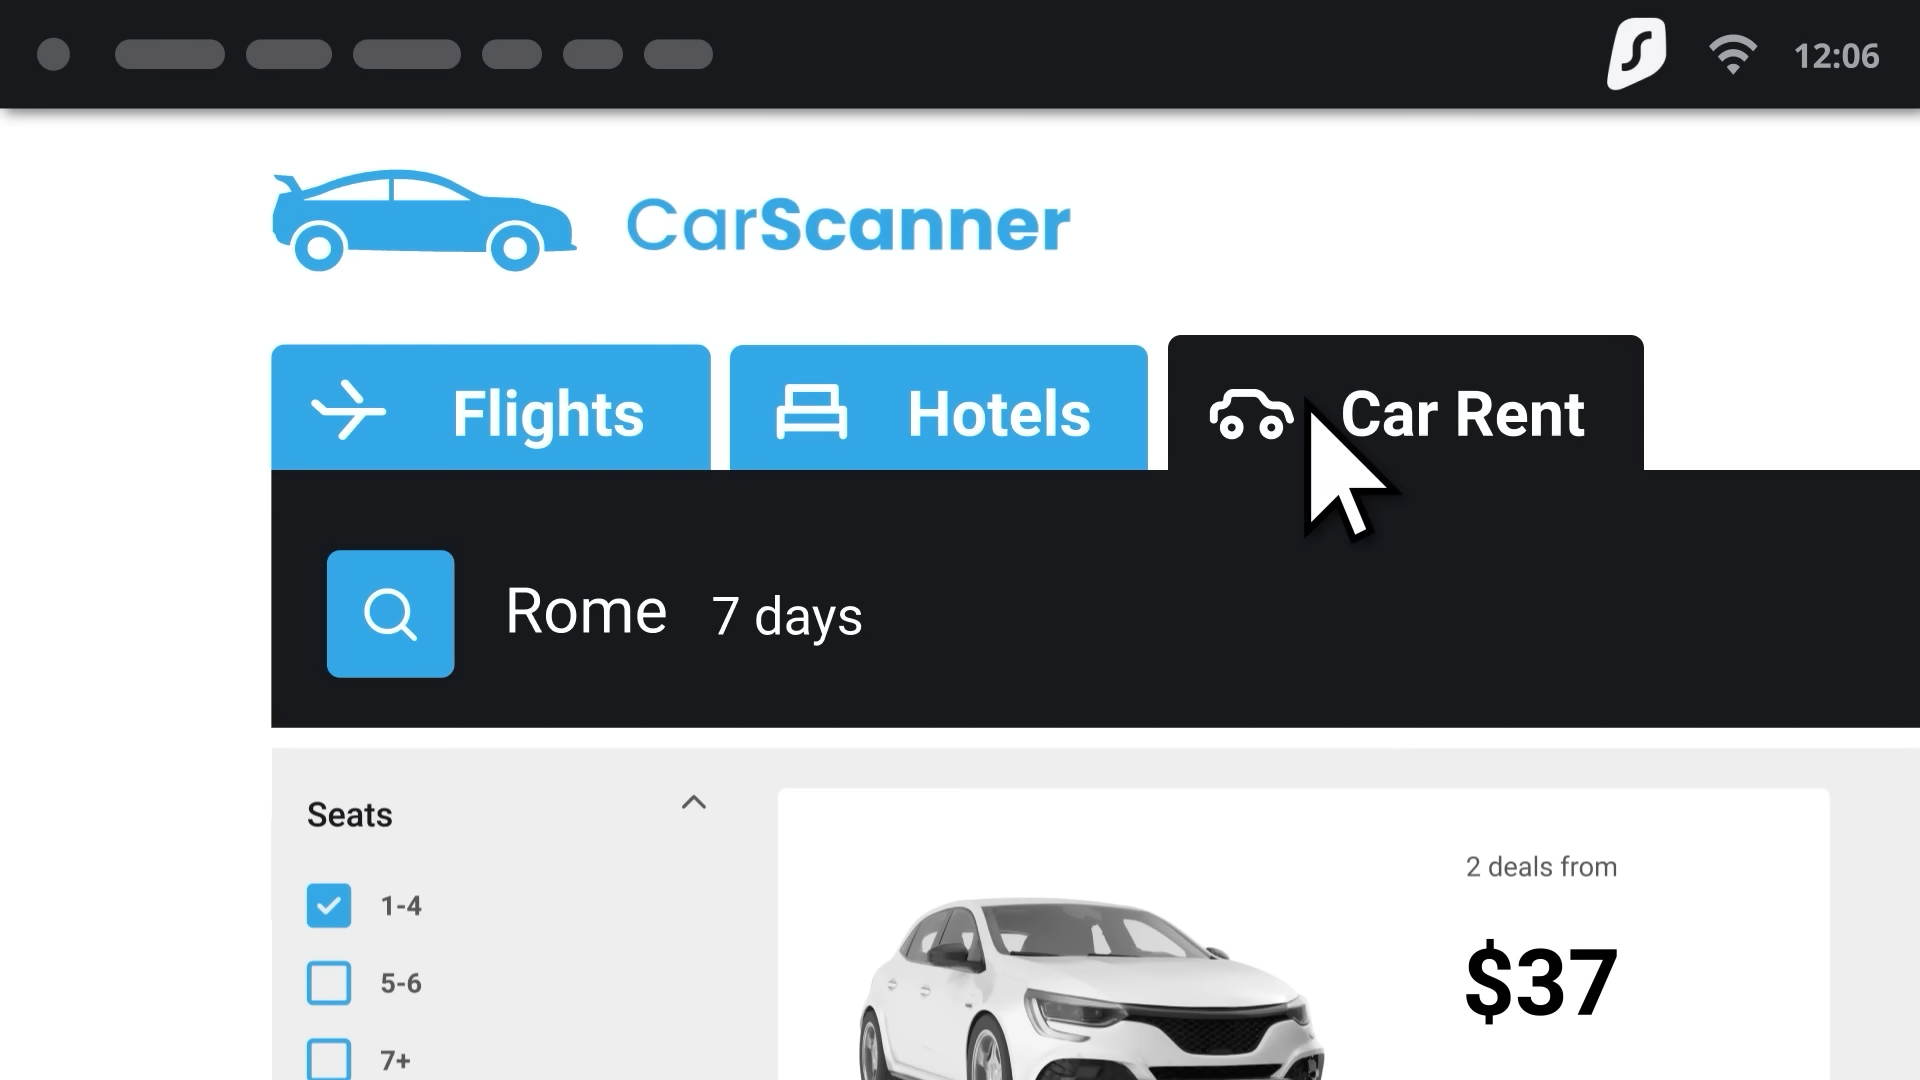 12:06
CarScanner
Flights
Hotels
Car Rent
Rome 7 days
Seats
1-4
5-6
7+
2 deals from
$37